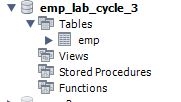 emp_lab_cycle_3
Tables
emp
Views
Stored Procedures
Functions